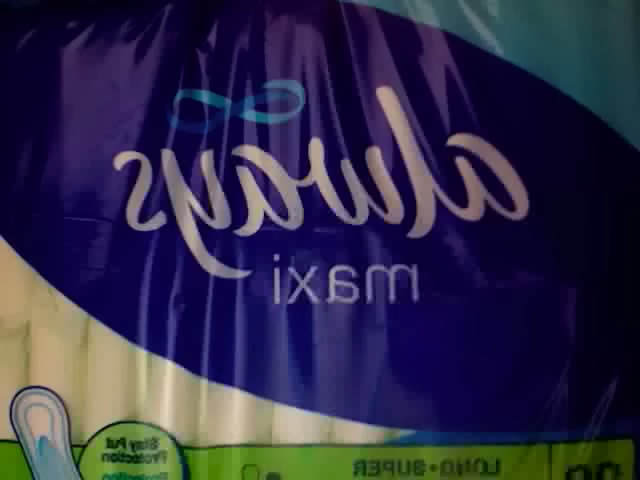 always
maxi
Stay Put
Protection
LONG • SUPER